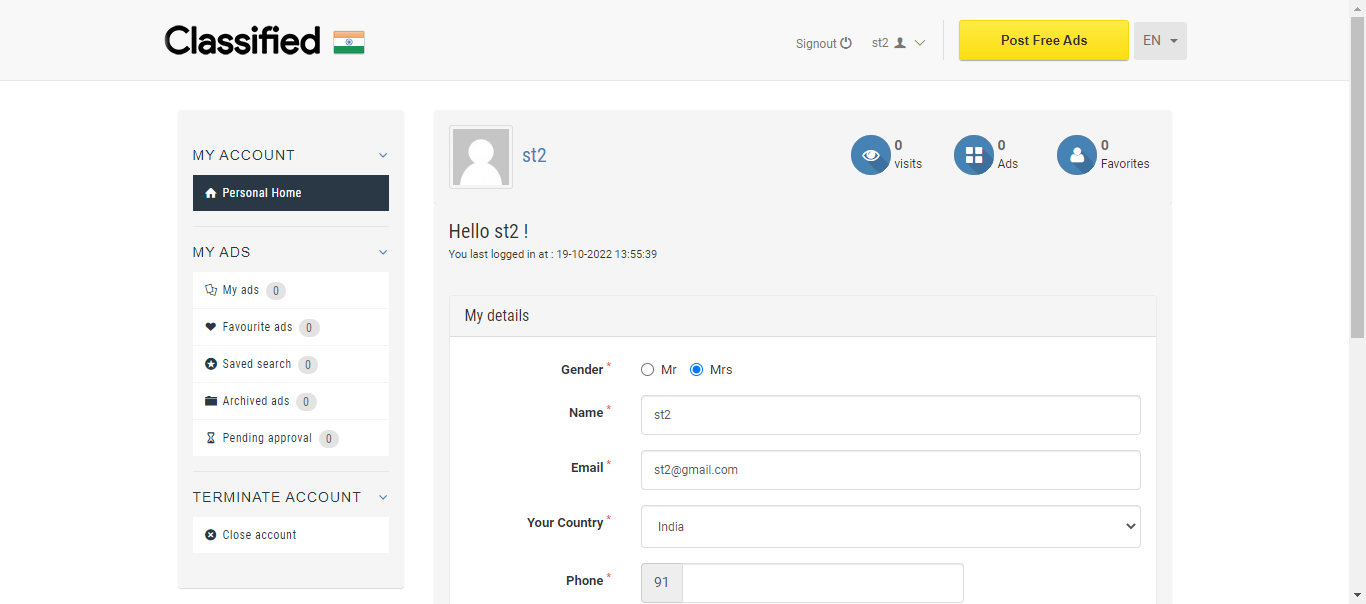 Classified
Signout
st2
Post Free Ads
EN
MY ACCOUNT
Personal Home
MY ADS
My ads 0
Favourite ads 0
Saved search 0
Archived ads 0
Pending approval 0
TERMINATE ACCOUNT
Close account
st2
0
visits
0
Ads
0
Favorites
Hello st2 !
You last logged in at : 19-10-2022 13:55:39
My details
Gender * Mr Mrs
Name * st2
Email * st2@gmail.com
Your Country * India
Phone * 91